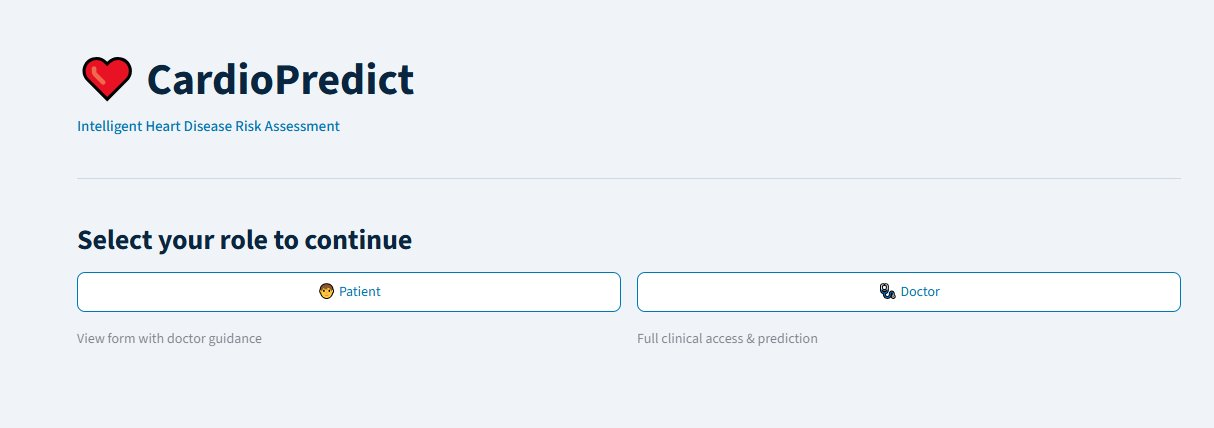 CardioPredict
Intelligent Heart Disease Risk Assessment
Select your role to continue
Patient
Doctor
View form with doctor guidance
Full clinical access & prediction